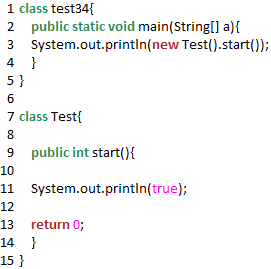 1 class test34{
2 public static void main(String[] a){
3 System.out.println(new Test().start());
4 }
5 }
6
7 class Test{
8
9 public int start(){
10
11 System.out.println(true);
12
13 return 0;
14 }
15 }